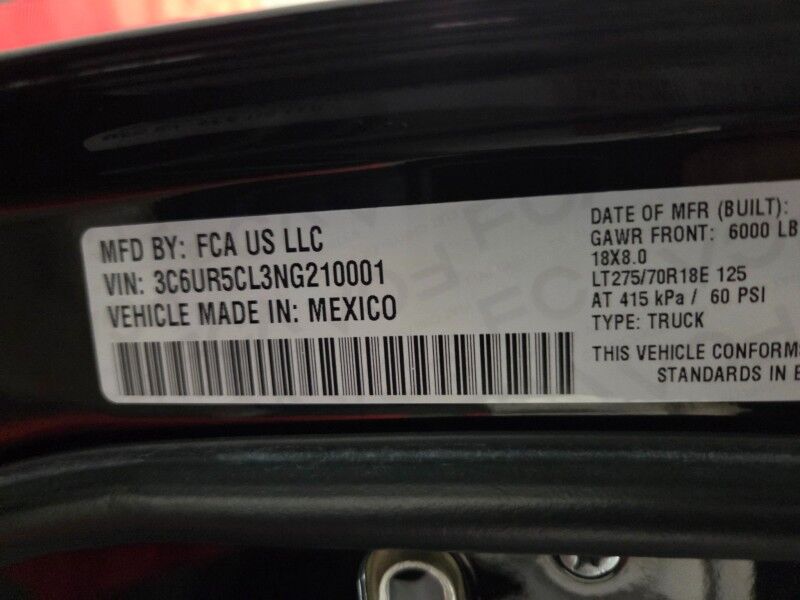 MFD BY: FCA US LLC
VIN: 3C6UR5CL3NG210001
VEHICLE MADE IN: MEXICO
DATE OF MFR (BUILT):
GAWR FRONT: 6000 LB
18X8.0
LT275/70R18E 125
AT 415 kPa / 60 PSI
TYPE: TRUCK
THIS VEHICLE CONFORMS
STANDARDS IN E